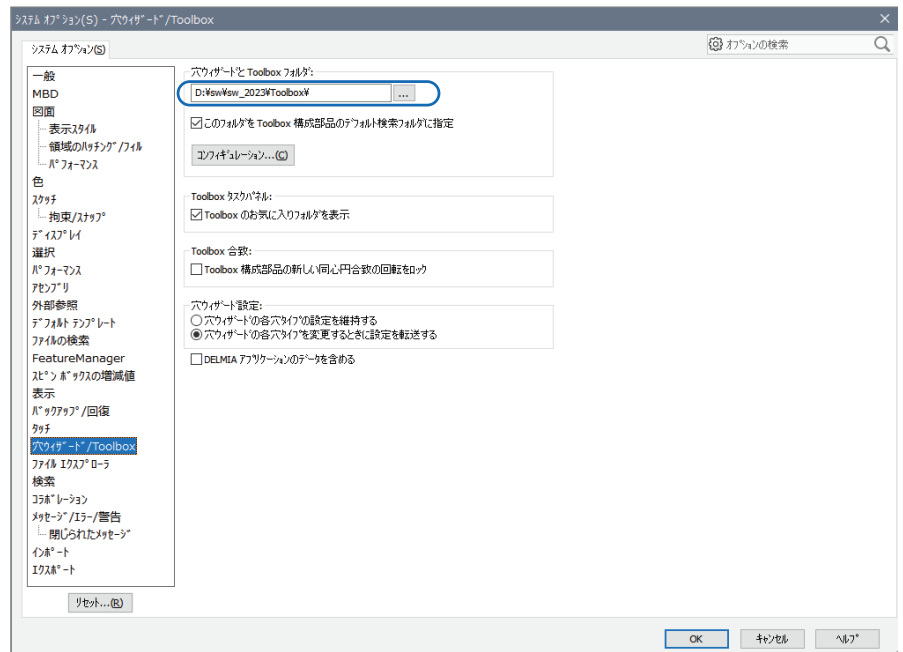 システム オプション(S) - 穴ウィザード/Toolbox
システム オプション(S)
オプションの検索
一般
MBD
図面
表示スタイル
領域のハッチング/フィル
パフォーマンス
色
スケッチ
拘束/スナップ
ディスプレイ
選択
パフォーマンス
アセンブリ
外部参照
デフォルト テンプレート
ファイルの検索
FeatureManager
スピン ボックスの増減値
表示
バックアップ/回復
タッチ
穴ウィザード/Toolbox
ファイル エクスプローラ
検索
コラボレーション
メッセージ/エラー/警告
閉じられたメッセージ
インポート
エクスポート
リセット...(R)
穴ウィザードと Toolbox フォルダ:
D:¥sw¥sw_2023¥Toolbox¥
...
このフォルダを Toolbox 構成部品のデフォルト検索フォルダに指定
コンフィギュレーション...(C)
Toolbox タスクパネル:
Toolbox のお気に入りフォルダを表示
Toolbox 合致:
Toolbox 構成部品の新しい同心円合致の回転をロック
穴ウィザード設定:
穴ウィザードの各穴タイプの設定を維持する
穴ウィザードの各穴タイプを変更するときに設定を転送する
DELMIA アプリケーションのデータを含める
OK
キャンセル
ヘルプ